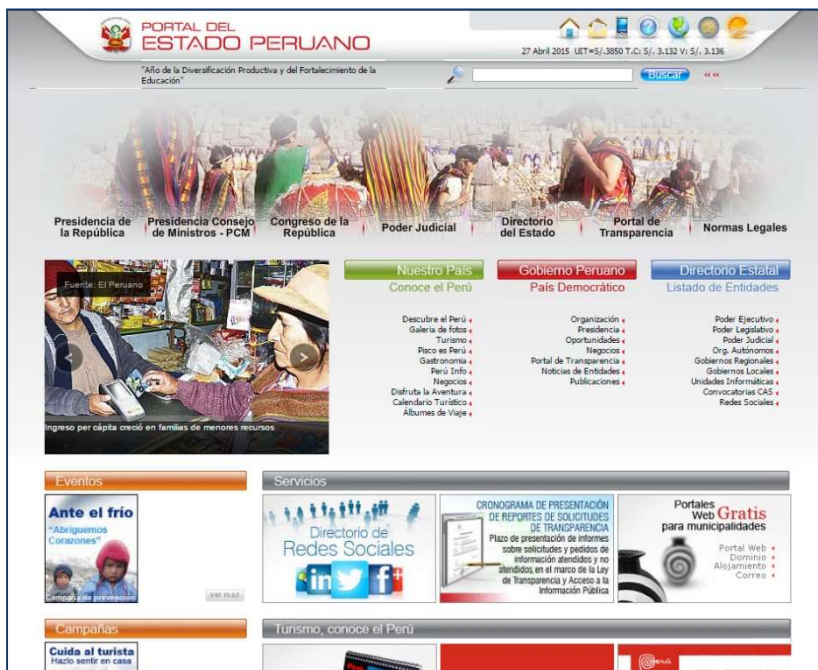 PORTAL DEL
ESTADO PERUANO
27 Abril 2015 UIT=S/.3850 T.C: S/. 3.132 V: S/. 3.136
"Año de la Diversificación Productiva y del Fortalecimiento de la
Educación"
Buscar
Presidencia de
la República
Presidencia Consejo
de Ministros - PCM
Congreso de la
República
Poder Judicial
Directorio
del Estado
Portal de
Transparencia
Normas Legales
Fuente: El Peruano
Ingreso per cápita creció en familias de menores recursos
Nuestro País
Conoce el Perú
Descubre el Perú
Galeria de fotos
Turismo
Pisco es Perú
Gastronomia
Perú Info
Negocios
Disfruta la Aventura
Calendario Turístico
Álbumes de Viaje
Gobierno Peruano
País Democrático
Organización
Presidencia
Oportunidades
Negocios
Portal de Transparencia
Noticias de Entidades
Publicaciones
Directorio Estatal
Listado de Entidades
Poder Ejecutivo
Poder Legislativo
Poder Judicial
Org. Autónomos
Gobiernos Regionales
Gobiernos Locales
Unidades Informáticas
Convocatorias CAS
Redes Sociales
Eventos
Ante el frío
"Abriguemos
Corazones"
Campaña de prevención
ver mas
Servicios
Directorio de
Redes Sociales
in f
CRONOGRAMA DE PRESENTACIÓN
DE REPORTES DE SOLICITUDES
DE TRANSPARENCIA
Plazo de presentación de informes
sobre solicitudes y pedidos de
información atendidos y no
atendidos en el marco de la Ley
de Transparencia y Acceso a la
Información Pública
Portales
Web Gratis
para municipalidades
Portal Web
Dominio
Alojamiento
Correo
Campañas
Cuida al turista
Hazlo sentir en casa
Turismo, conoce el Perú